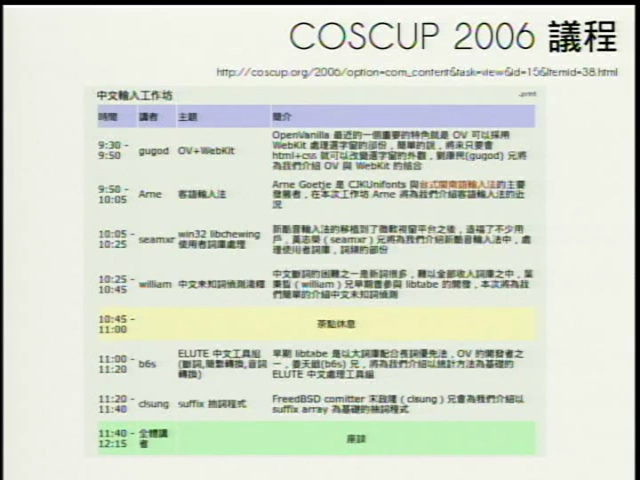 COSCUP 2006 議程
http://coscup.org/2006/option=com_content&task=view&id=15&Itemid=38.html
中文輸入工作坊
print
時間 講者 主題 簡介
9:30 - 9:50 gugod OV+WebKit
OpenVanilla 最近的一個重要的特色就是 OV 可以採用
WebKit 處理選字窗的部份,簡單的說,將來只要會
html+css 就可以改變選字窗的外觀,劉康民(gugod) 兄將
為我們介紹 OV 與 WebKit 的結合
9:50 - 10:05 Arne 客語輸入法
Arne Goetje 是 CJKUnifonts 與台式閩南語輸入法的主要
發展者,在本次工作坊 Arne 將為我們介紹客語輸入法的近
況
10:05 - 10:25 seamxr win32 libchewing
使用者詞庫處理
新酷音輸入法的移植到了微軟視窗平台之後,造福了不少用
戶,黃志榮(seamxr)兄將為我們介紹新酷音輸入法中,處
理使用者詞庫,詞頻的部份
10:25 - 10:45 william 中文未知詞偵測淺釋
中文斷詞的困難之一是新詞很多,難以全部收入詞庫之中,葉
(william)兄早期曾參與 libtabe 的開發,本次將為我
們簡單的介紹中文未知詞偵測
10:45 - 11:00 茶點休息
11:00 - 11:20 b6s ELUTE 中文工具組
(斷詞,簡繁轉換,音詞
轉換)
早期 libtabe 是以大詞庫配合長詞優先法,OV 的開發者之
一,姜天戩(b6s) 兄,將為我們介紹以統計方法為基礎的
ELUTE 中文處理工具組
11:20 - 11:40 clsung suffix 抽詞程式
FreedBSD comitter 宋政隆(clsung)兄會為我們介紹以
suffix array 為基礎的抽詞程式
11:40 - 12:15 全體講者 座談